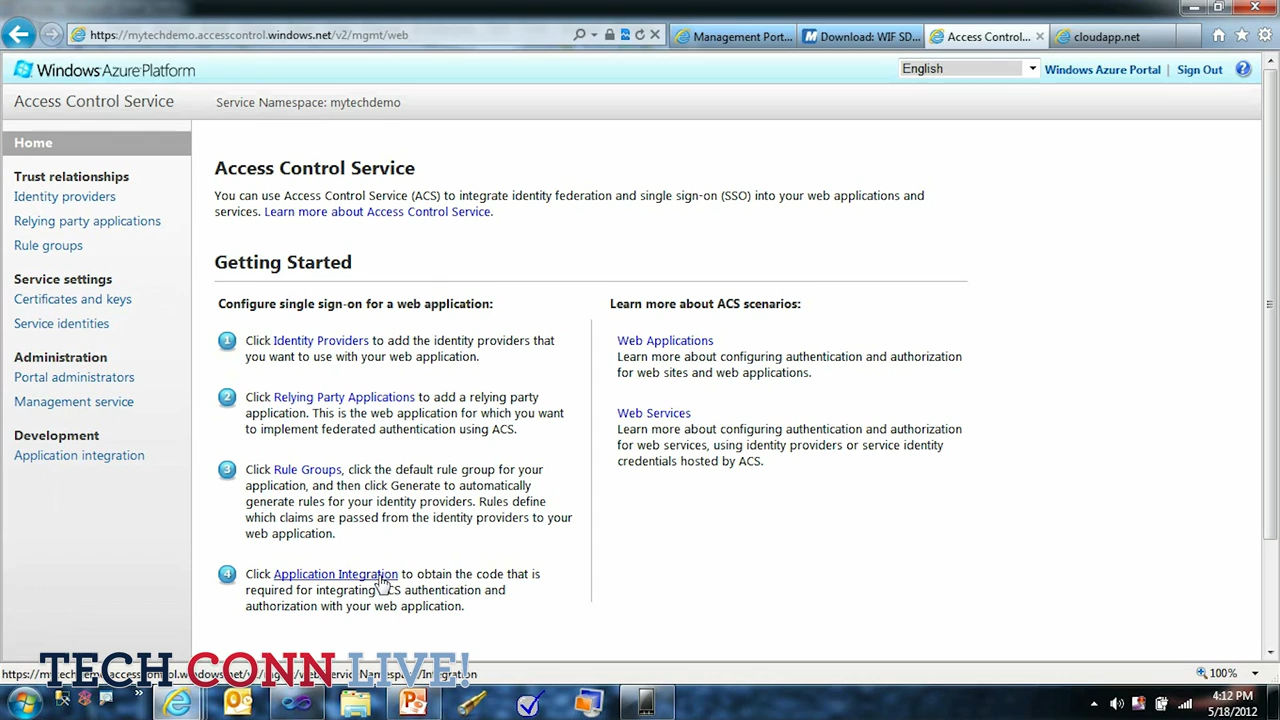 https://mytechdemo.accesscontrol.windows.net/v2/mgmt/web
Management Port...
Download: WIF SD...
Access Control...
cloudapp.net
Windows Azure Platform
English
Windows Azure Portal
Sign Out
Access Control Service
Service Namespace: mytechdemo
Home
Trust relationships
Identity providers
Relying party applications
Rule groups
Service settings
Certificates and keys
Service identities
Administration
Portal administrators
Management service
Development
Application integration
Access Control Service
You can use Access Control Service (ACS) to integrate identity federation and single sign-on (SSO) into your web applications and
services. Learn more about Access Control Service.
Getting Started
Configure single sign-on for a web application:
1 Click Identity Providers to add the identity providers that
you want to use with your web application.
2 Click Relying Party Applications to add a relying party
application. This is the web application for which you want
to implement federated authentication using ACS.
3 Click Rule Groups, click the default rule group for your
application, and then click Generate to automatically
generate rules for your identity providers. Rules define
which claims are passed from the identity providers to your
web application.
4 Click Application Integration to obtain the code that is
required for integrating ACS authentication and
authorization with your web application.
Learn more about ACS scenarios:
Web Applications
Learn more about configuring authentication and authorization
for web sites and web applications.
Web Services
Learn more about configuring authentication and authorization
for web services, using identity providers or service identity
credentials hosted by ACS.
TECH CONN LIVE!
100%
4:12 PM
5/18/2012